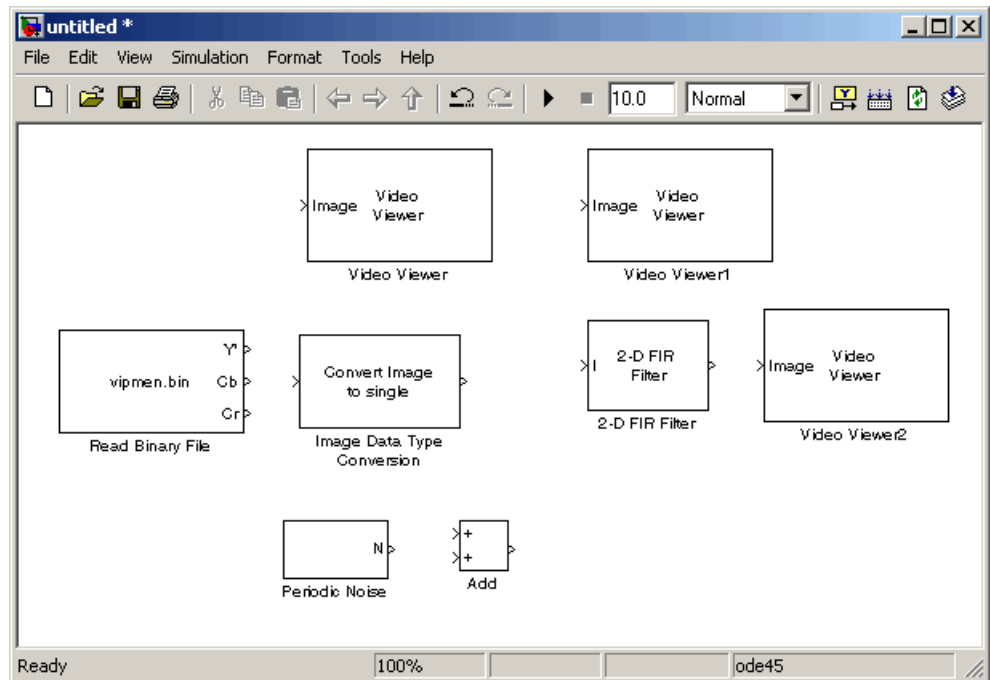 untitled *
File Edit View Simulation Format Tools Help
10.0 Normal
Image Video
Viewer
Video Viewer
Image Video
Viewer
Video Viewer1
vipmen.bin
Y'
Cb
Cr
Read Binary File
Convert Image
to single
Image Data Type
Conversion
I 2-D FIR
Filter
2-D FIR Filter
Image Video
Viewer
Video Viewer2
N
Periodic Noise
+
+
Add
Ready 100% ode45